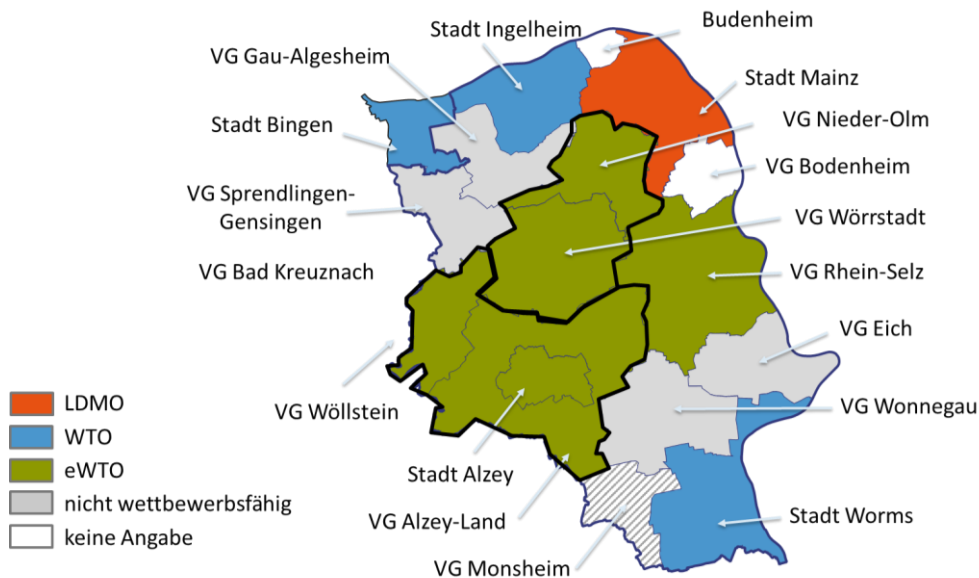 Budenheim
Stadt Ingelheim
VG Gau-Algesheim
Stadt Mainz
VG Nieder-Olm
Stadt Bingen
VG Bodenheim
VG Sprendlingen-
Gensingen
VG Wörrstadt
VG Bad Kreuznach
VG Rhein-Selz
VG Eich
LDMO
VG Wöllstein
VG Wonnegau
WTO
eWTO
Stadt Alzey
nicht wettbewerbsfähig
VG Alzey-Land
Stadt Worms
keine Angabe
VG Monsheim